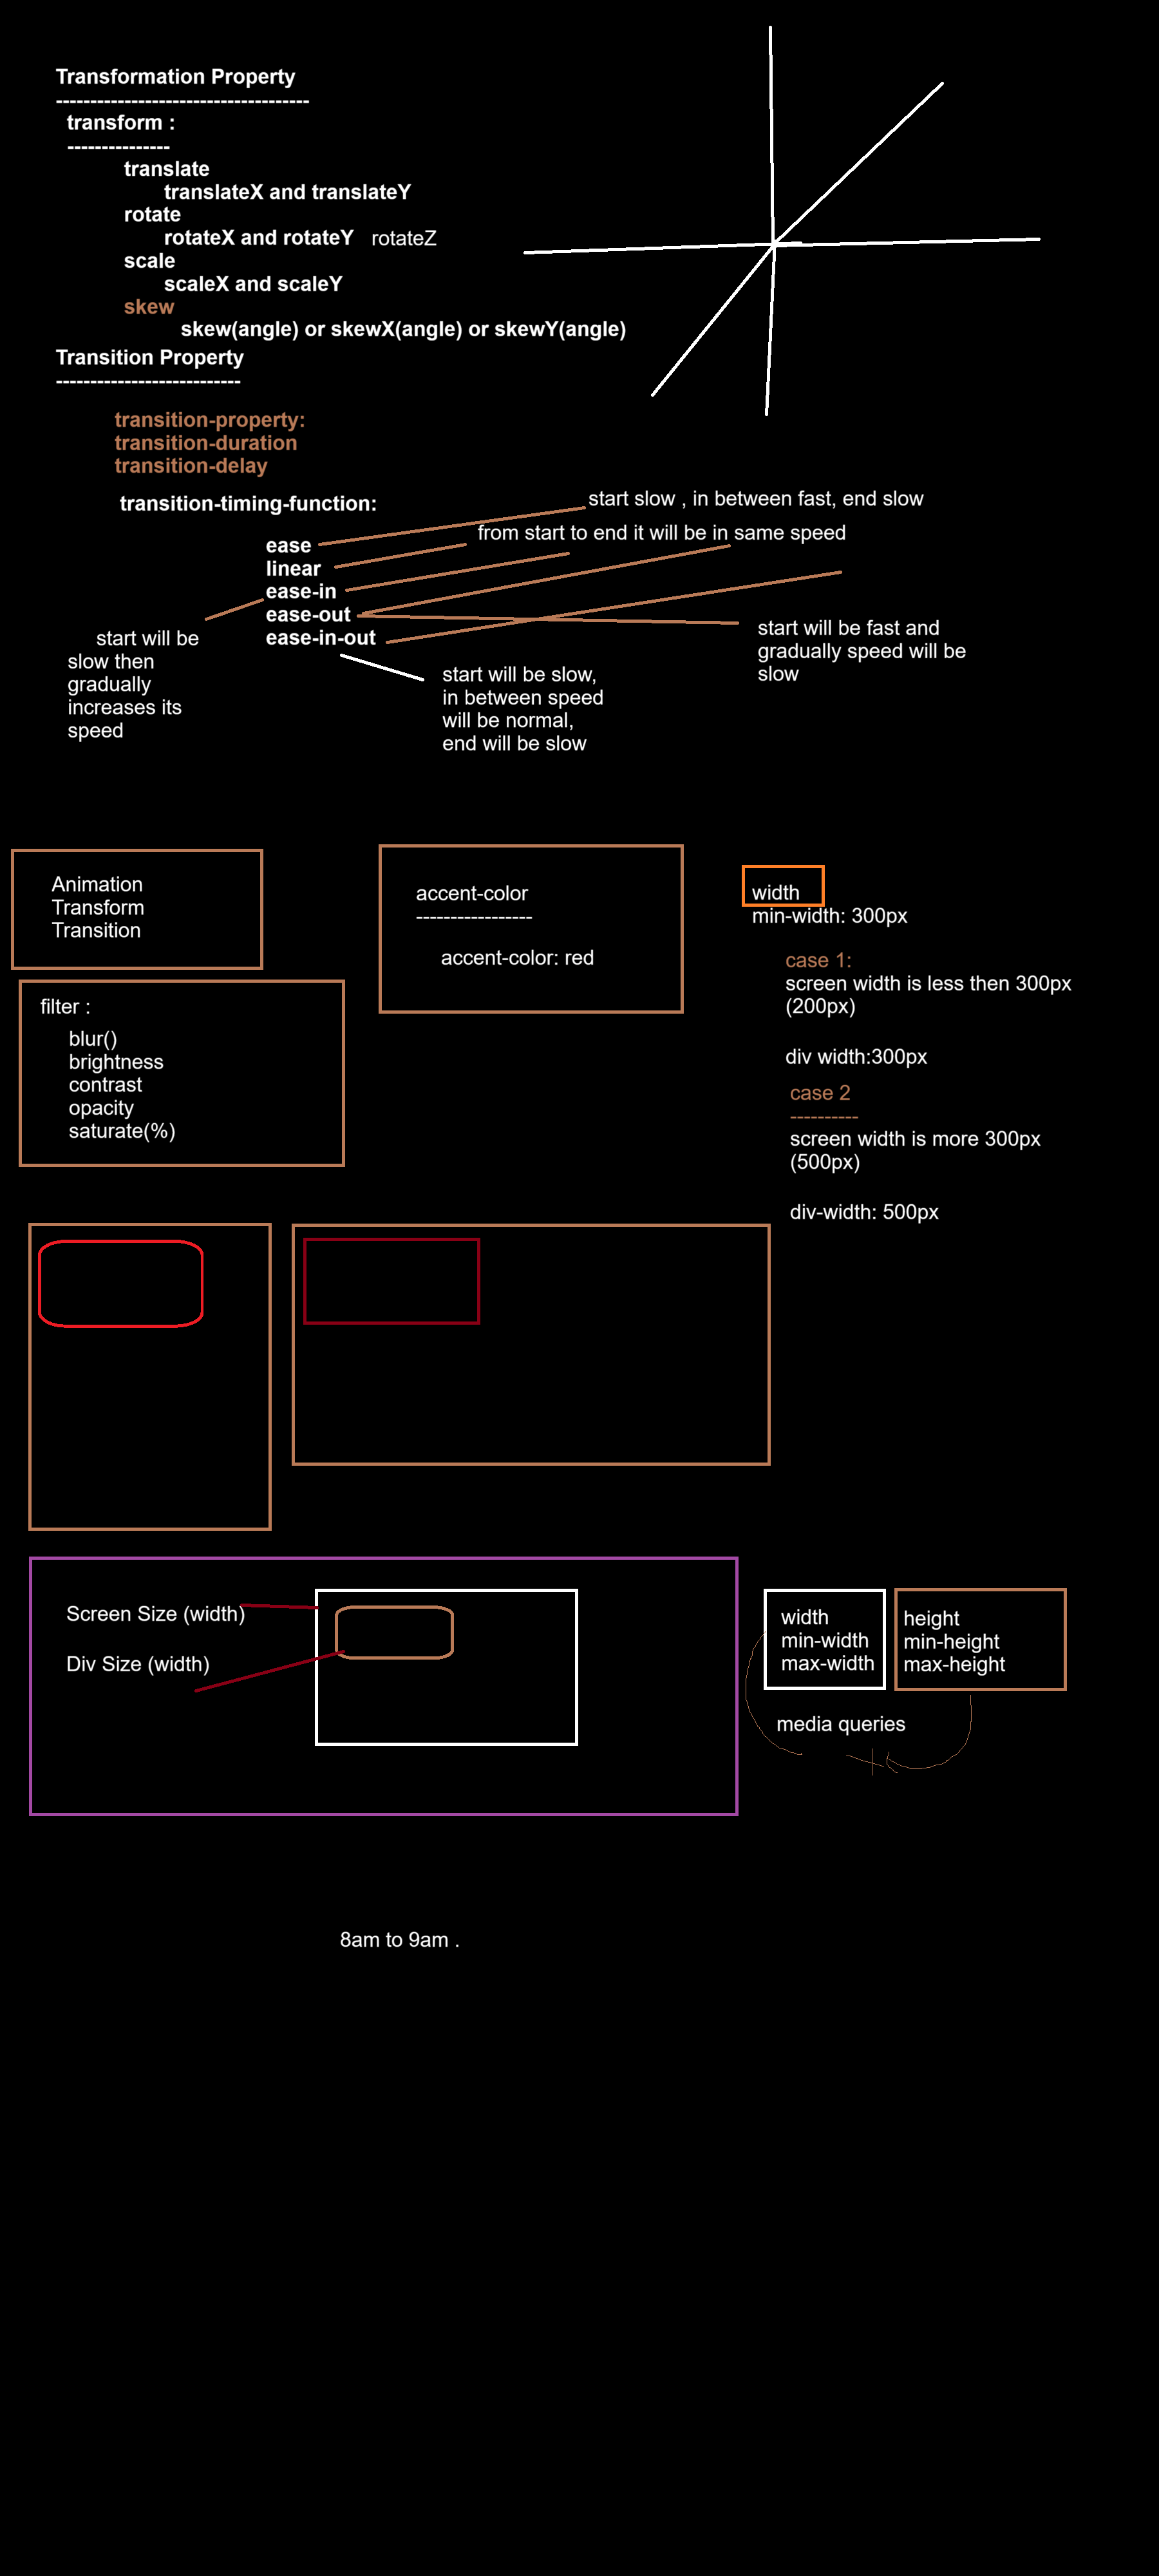 Transformation Property
-------------------------------------
transform :
---------------
translate
translateX and translateY
rotate
rotateX and rotateY rotateZ
scale
scaleX and scaleY
skew
skew(angle) or skewX(angle) or skewY(angle)
Transition Property
---------------------------
transition-property:
transition-duration
transition-delay
transition-timing-function:
start slow , in between fast, end slow
from start to end it will be in same speed
ease
linear
ease-in
ease-out
ease-in-out
start will be
slow then
gradually
increases its
speed
start will be slow,
in between speed
will be normal,
end will be slow
start will be fast and
gradually speed will be
slow
Animation
Transform
Transition
accent-color
-----------------
accent-color: red
width
min-width: 300px
case 1:
screen width is less then 300px
(200px)
div width:300px
case 2
----------
screen width is more 300px
(500px)
div-width: 500px
filter :
blur()
brightness
contrast
opacity
saturate(%)
Screen Size (width)
Div Size (width)
width
min-width
max-width
height
min-height
max-height
media queries
8am to 9am .